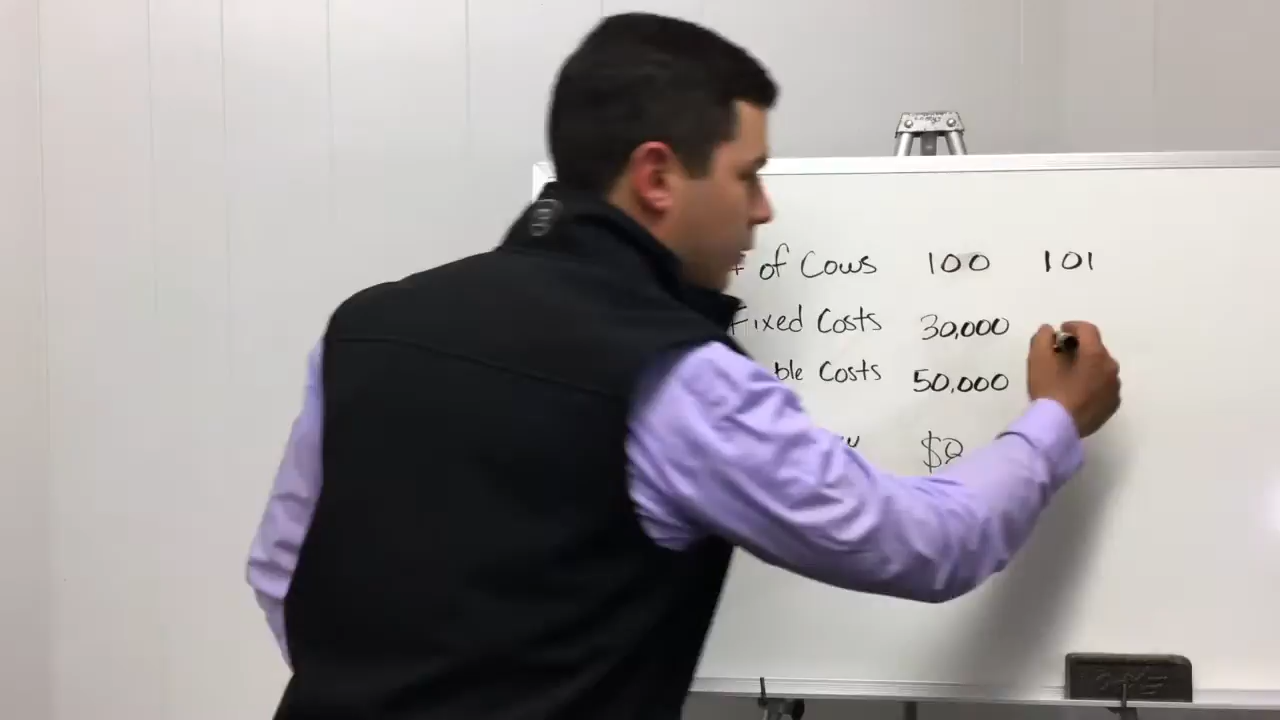 of Cows 100 101
Fixed Costs 30,000
ble Costs 50,000
$8